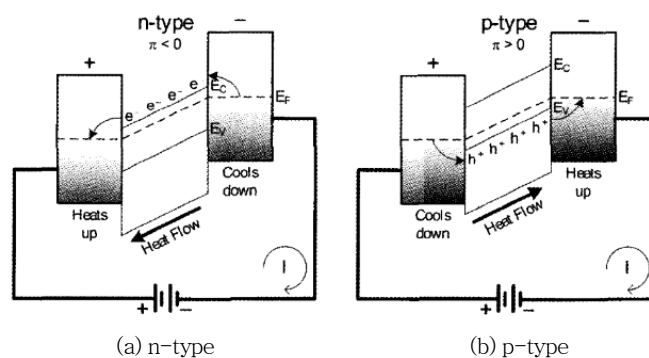 n-type
π < 0
+
−
e⁻ e⁻ e⁻ e
E_C
E_F
E_V
Cools
down
Heats
up
Heat Flow
I
+ −
(a) n-type
p-type
π > 0
+
−
E_C
E_F
E_V
h⁺ h⁺ h⁺ h⁺
Cools
down
Heats
up
Heat Flow
I
+ −
(b) p-type